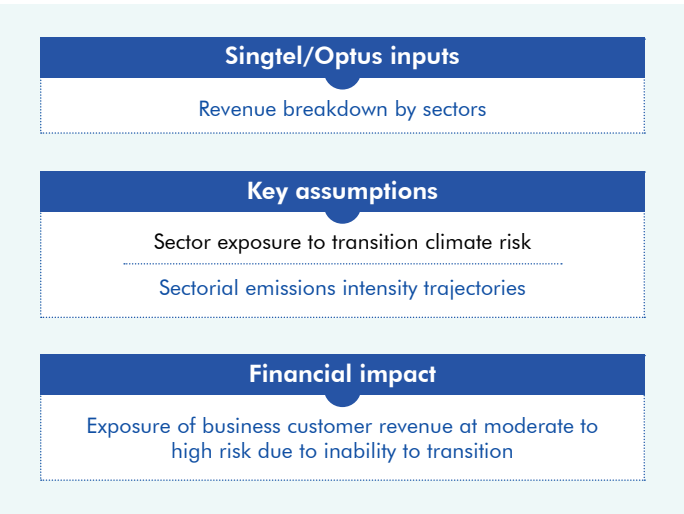 Singtel/Optus inputs
Revenue breakdown by sectors
Key assumptions
Sector exposure to transition climate risk
Sectorial emissions intensity trajectories
Financial impact
Exposure of business customer revenue at moderate to
high risk due to inability to transition